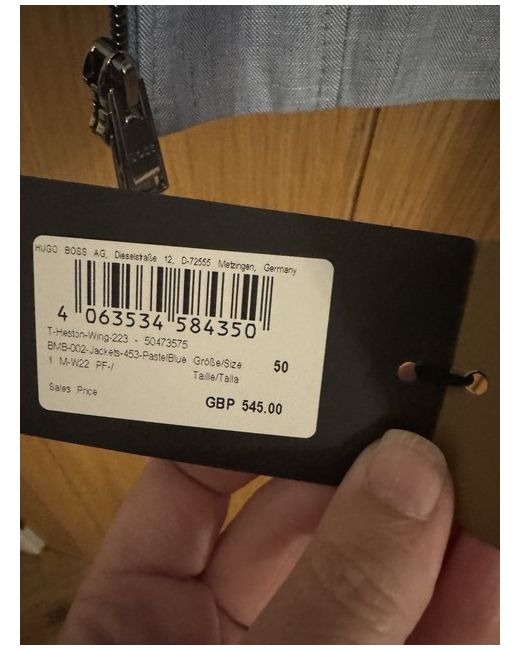 HUGO BOSS AG, Dieselstraße 12, D-72555 Metzingen, Germany
4 063534 584350
T-Heston-Wing-223 - 50473575
BMB-002-Jackets-453-PastelBlue Größe/Size 50
1 M-W22 PF-/ Taille/Talla
Sales Price
GBP 545.00